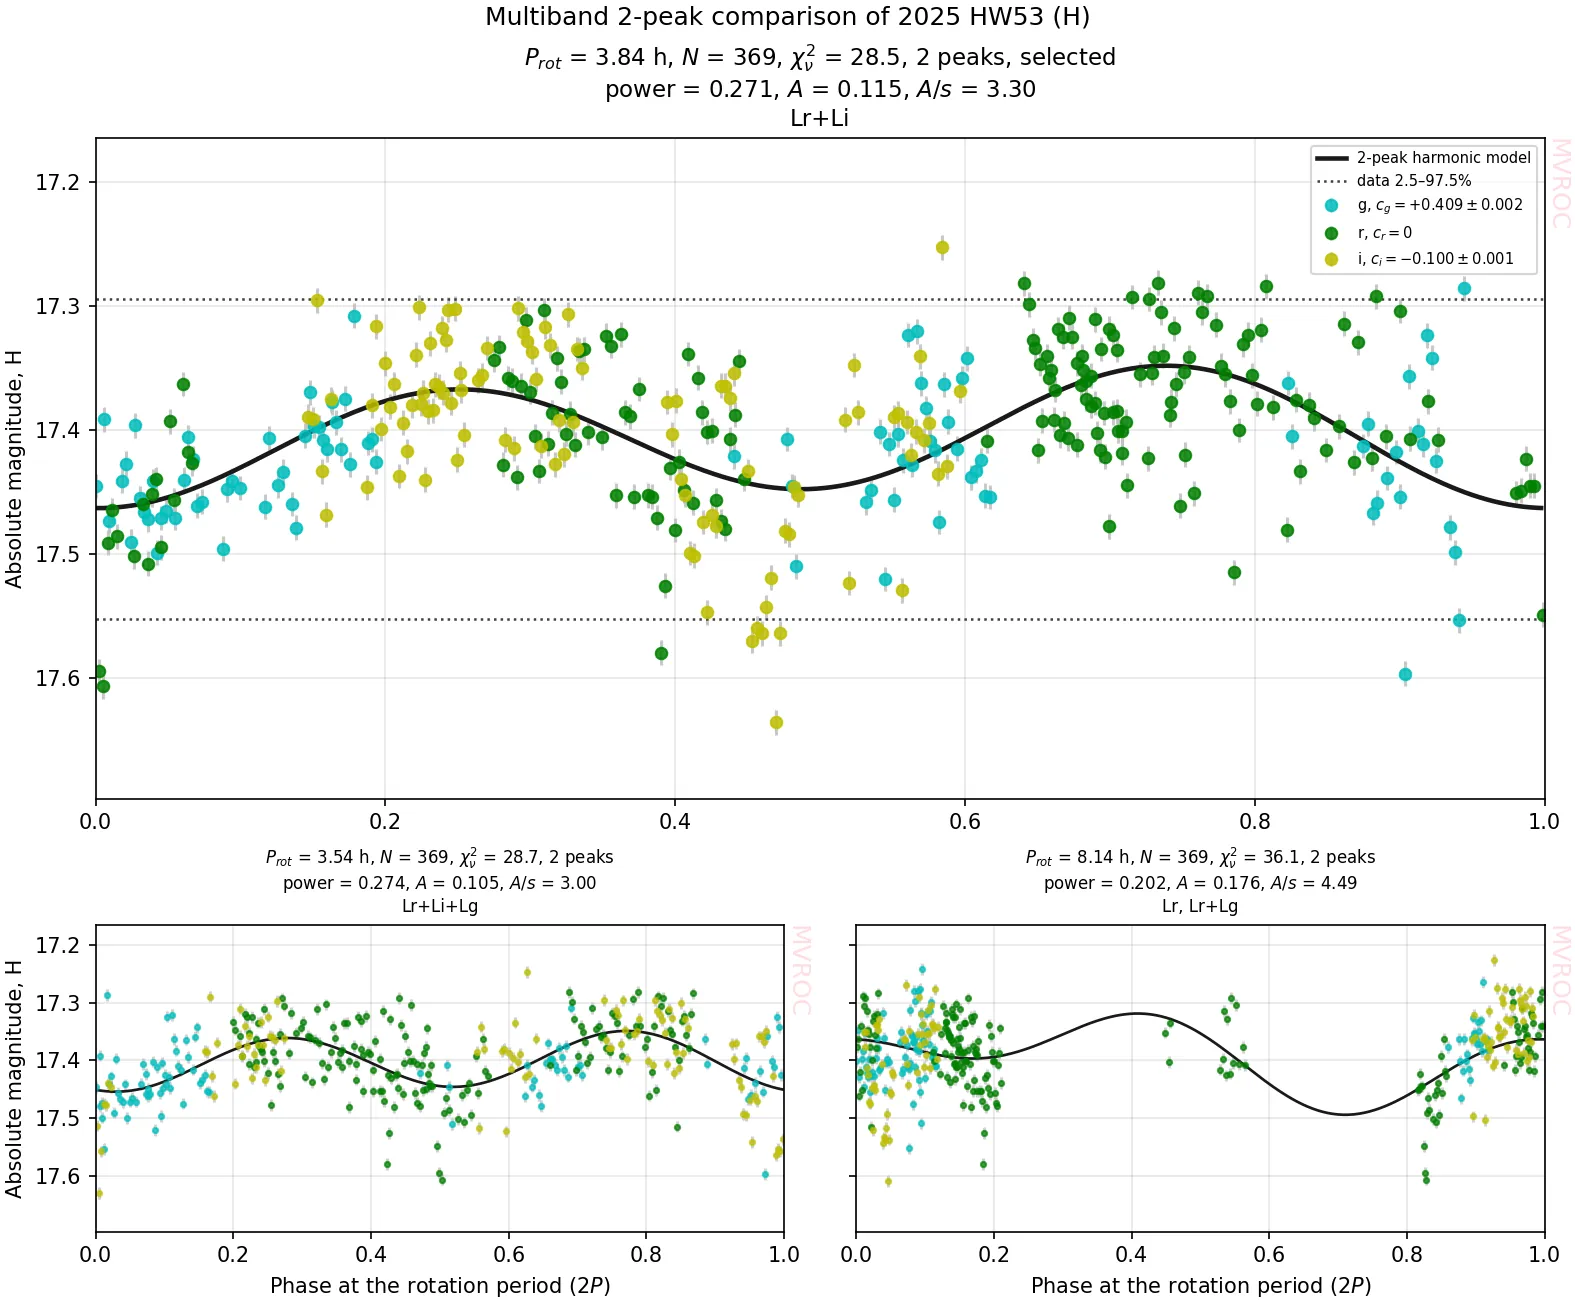 Multiband 2-peak comparison of 2025 HW53 (H)
P_rot = 3.84 h, N = 369, χ²_ν = 28.5, 2 peaks, selected
power = 0.271, A = 0.115, A/s = 3.30
Lr+Li
MVROC
2-peak harmonic model
data 2.5–97.5%
g, c_g = +0.409 ± 0.002
r, c_r = 0
i, c_i = −0.100 ± 0.001
Absolute magnitude, H
17.2
17.3
17.4
17.5
17.6
0.0 0.2 0.4 0.6 0.8 1.0
P_rot = 3.54 h, N = 369, χ²_ν = 28.7, 2 peaks
power = 0.274, A = 0.105, A/s = 3.00
Lr+Li+Lg
MVROC
Absolute magnitude, H
17.2
17.3
17.4
17.5
17.6
0.0 0.2 0.4 0.6 0.8 1.0
Phase at the rotation period (2P)
P_rot = 8.14 h, N = 369, χ²_ν = 36.1, 2 peaks
power = 0.202, A = 0.176, A/s = 4.49
Lr, Lr+Lg
MVROC
0.0 0.2 0.4 0.6 0.8 1.0
Phase at the rotation period (2P)